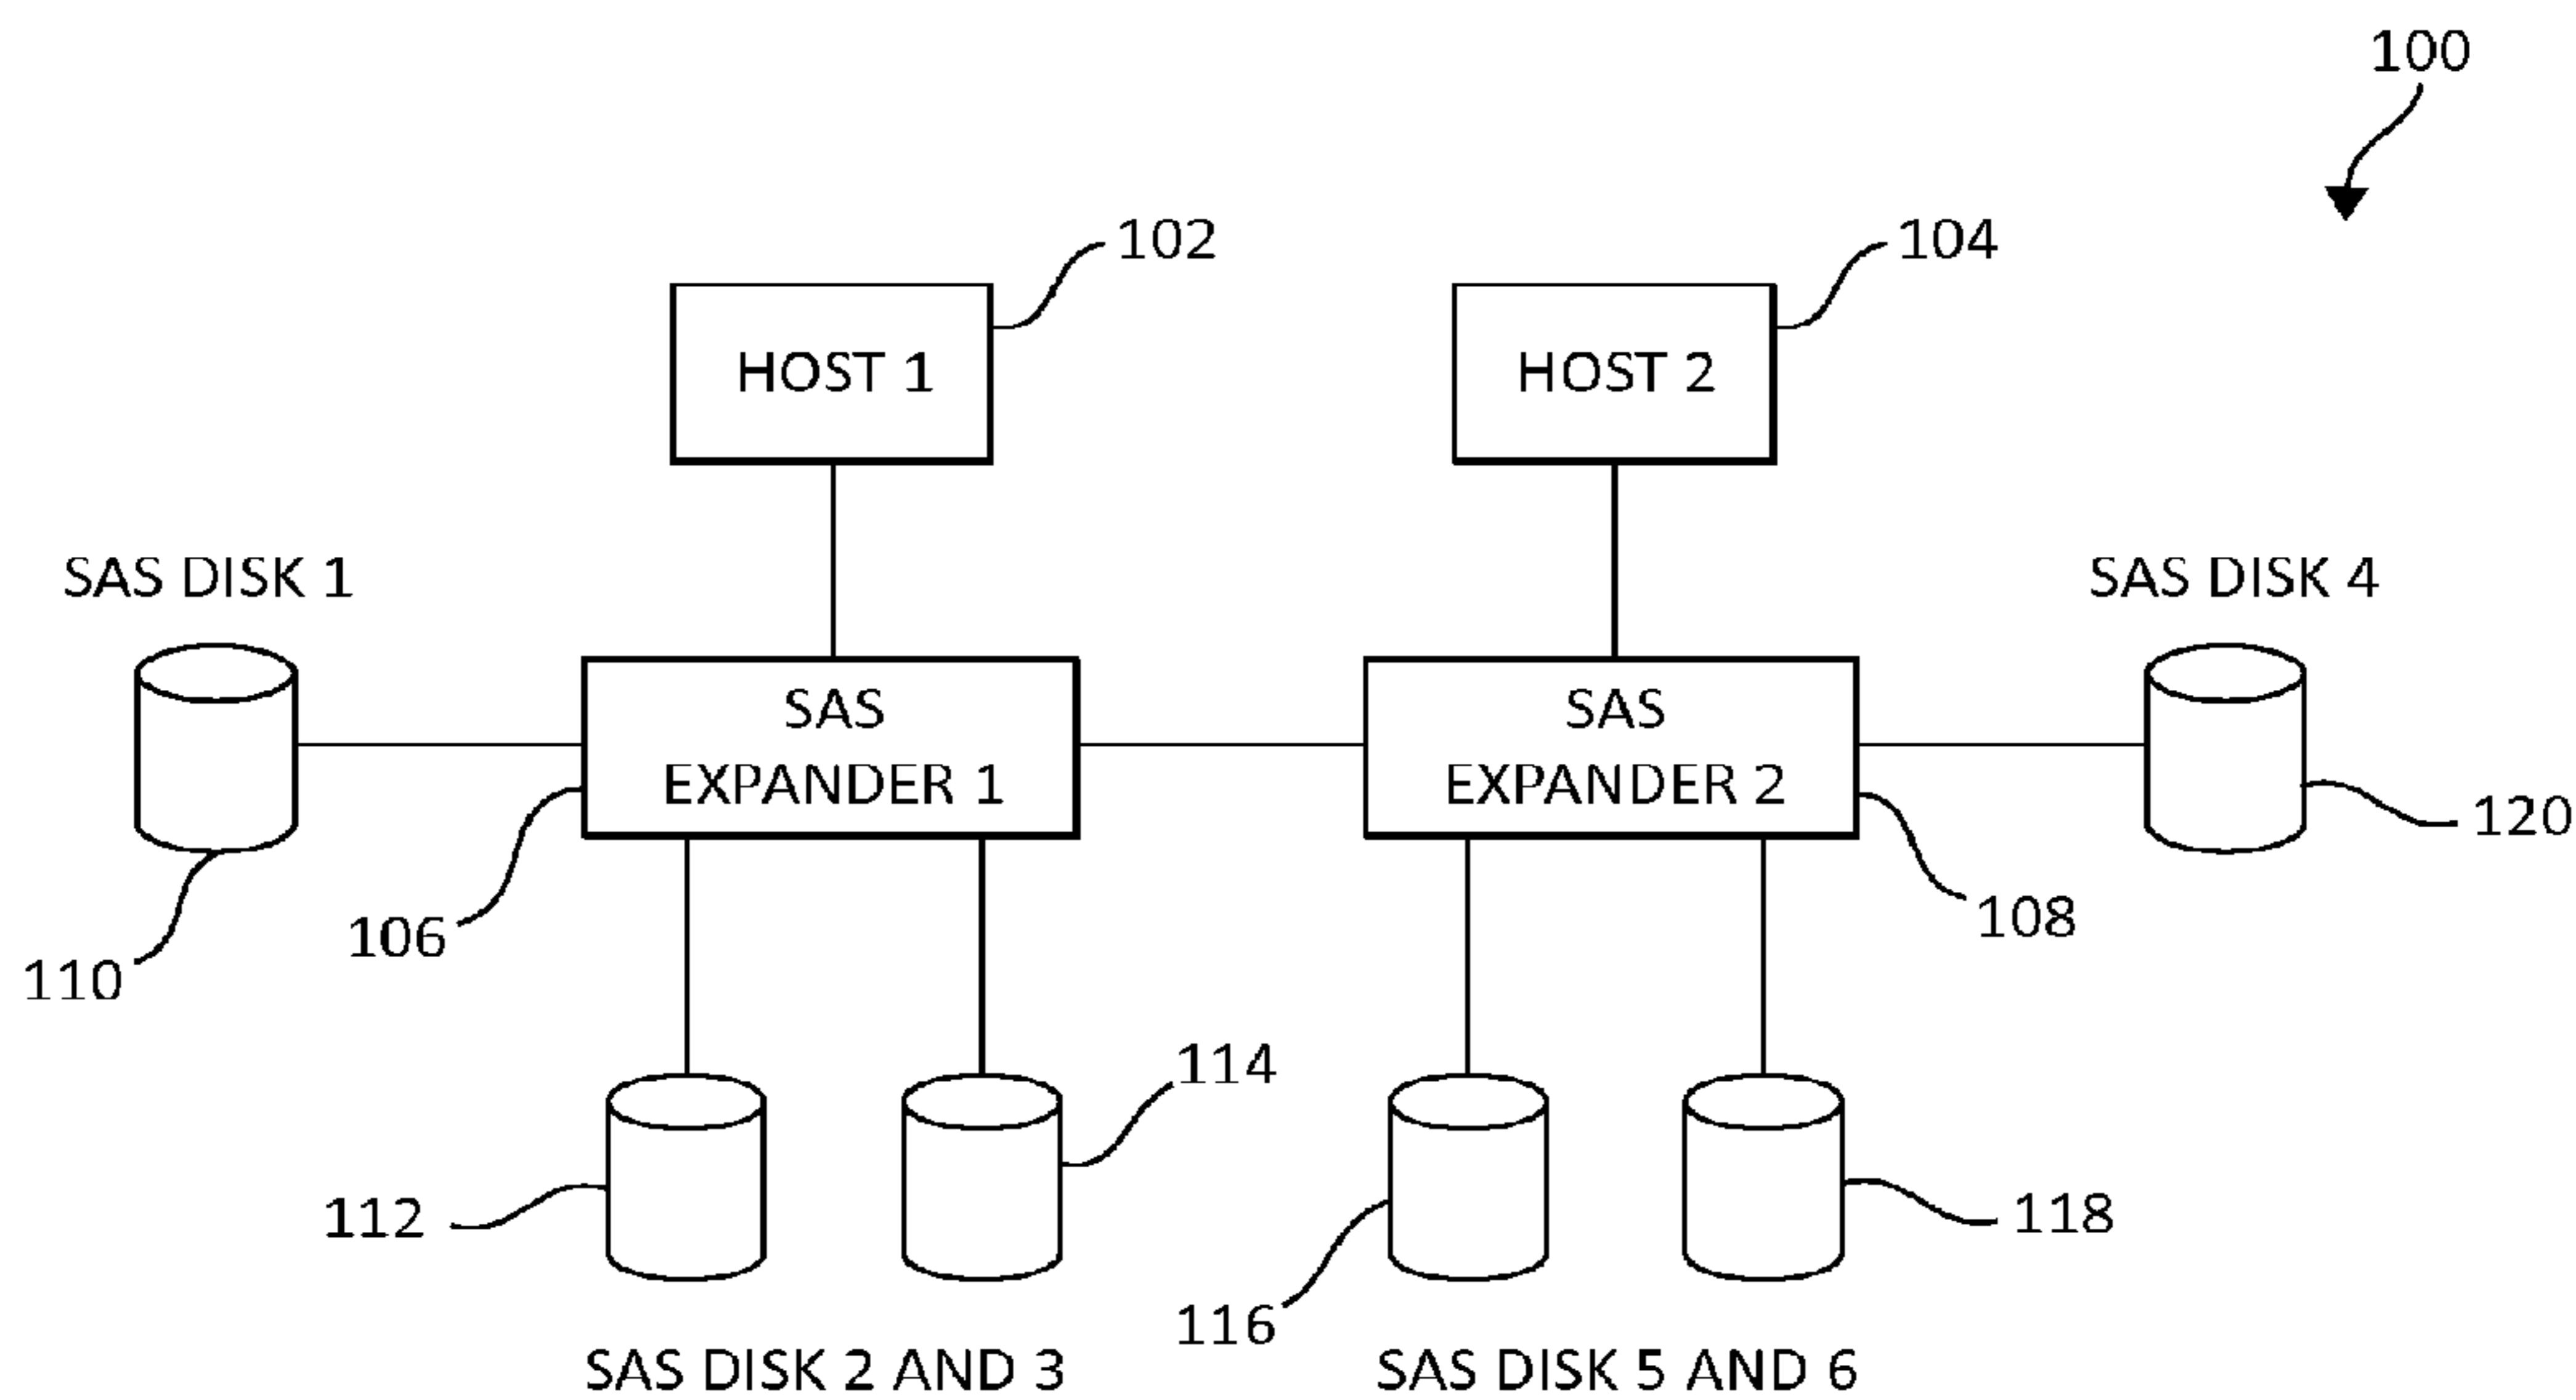 100
102
104
HOST 1
HOST 2
SAS DISK 1
SAS DISK 4
SAS
EXPANDER 1
SAS
EXPANDER 2
120
106
108
110
114
112
118
116
SAS DISK 2 AND 3
SAS DISK 5 AND 6